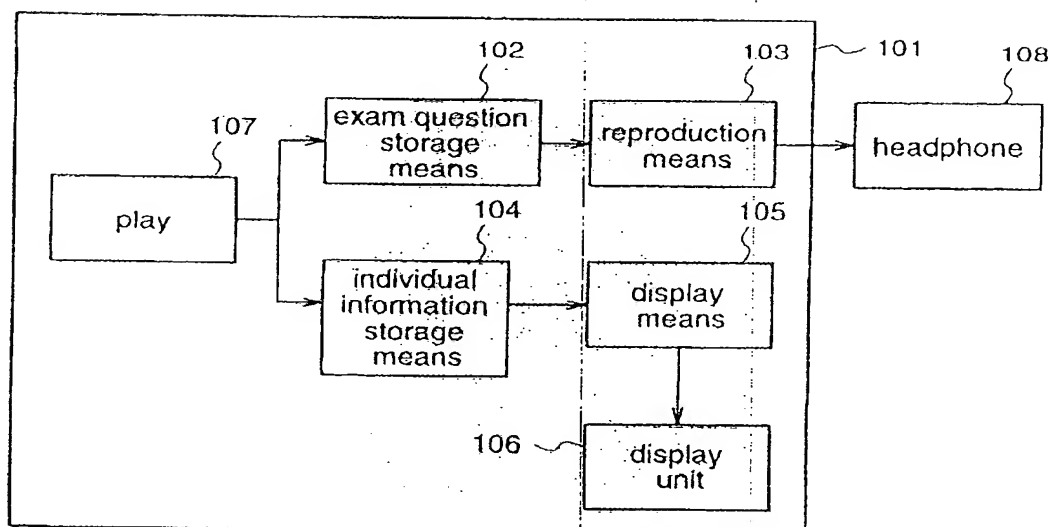 102
103
101
108
107
exam question
storage
means
reproduction
means
headphone
play
104
105
individual
information
storage
means
display
means
106
display
unit